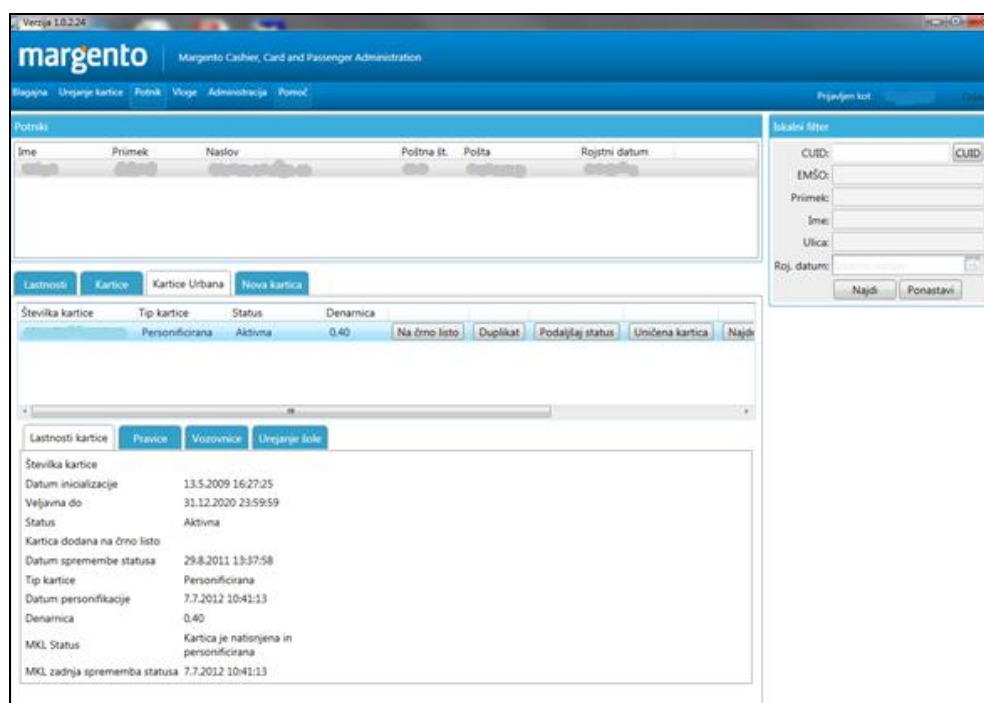 Verzija 1.0.2.24
margento Margento Cashier, Card and Passenger Administration
Blagajna Urejanje kartice Potnik Vloge Administracija Pomoč Prijavljen kot
Potniki
Ime Priimek Naslov Poštna št. Pošta Rojstni datum
Lastnosti Kartice Kartice Urbana Nova kartica
Številka kartice Tip kartice Status Denarnica
Personificirana Aktivna 0,40 Na črno listo Duplikat Podaljšaj status Uničena kartica
Lastnosti kartice Pravice Vozovnice Urejanje šole
Številka kartice
Datum inicializacije 13.5.2009 16:27:25
Veljavna do 31.12.2020 23:59:59
Status Aktivna
Kartica dodana na črno listo
Datum spremembe statusa 29.8.2011 13:37:58
Tip kartice Personificirana
Datum personifikacije 7.7.2012 10:41:13
Denarnica 0,40
MKL Status Kartica je natisnjena in
personificirana
MKL zadnja sprememba statusa 7.7.2012 10:41:13
Iskalni filter
CUID: CUID
EMŠO:
Priimek:
Ime:
Ulica:
Roj. datum:
Najdi Ponastavi